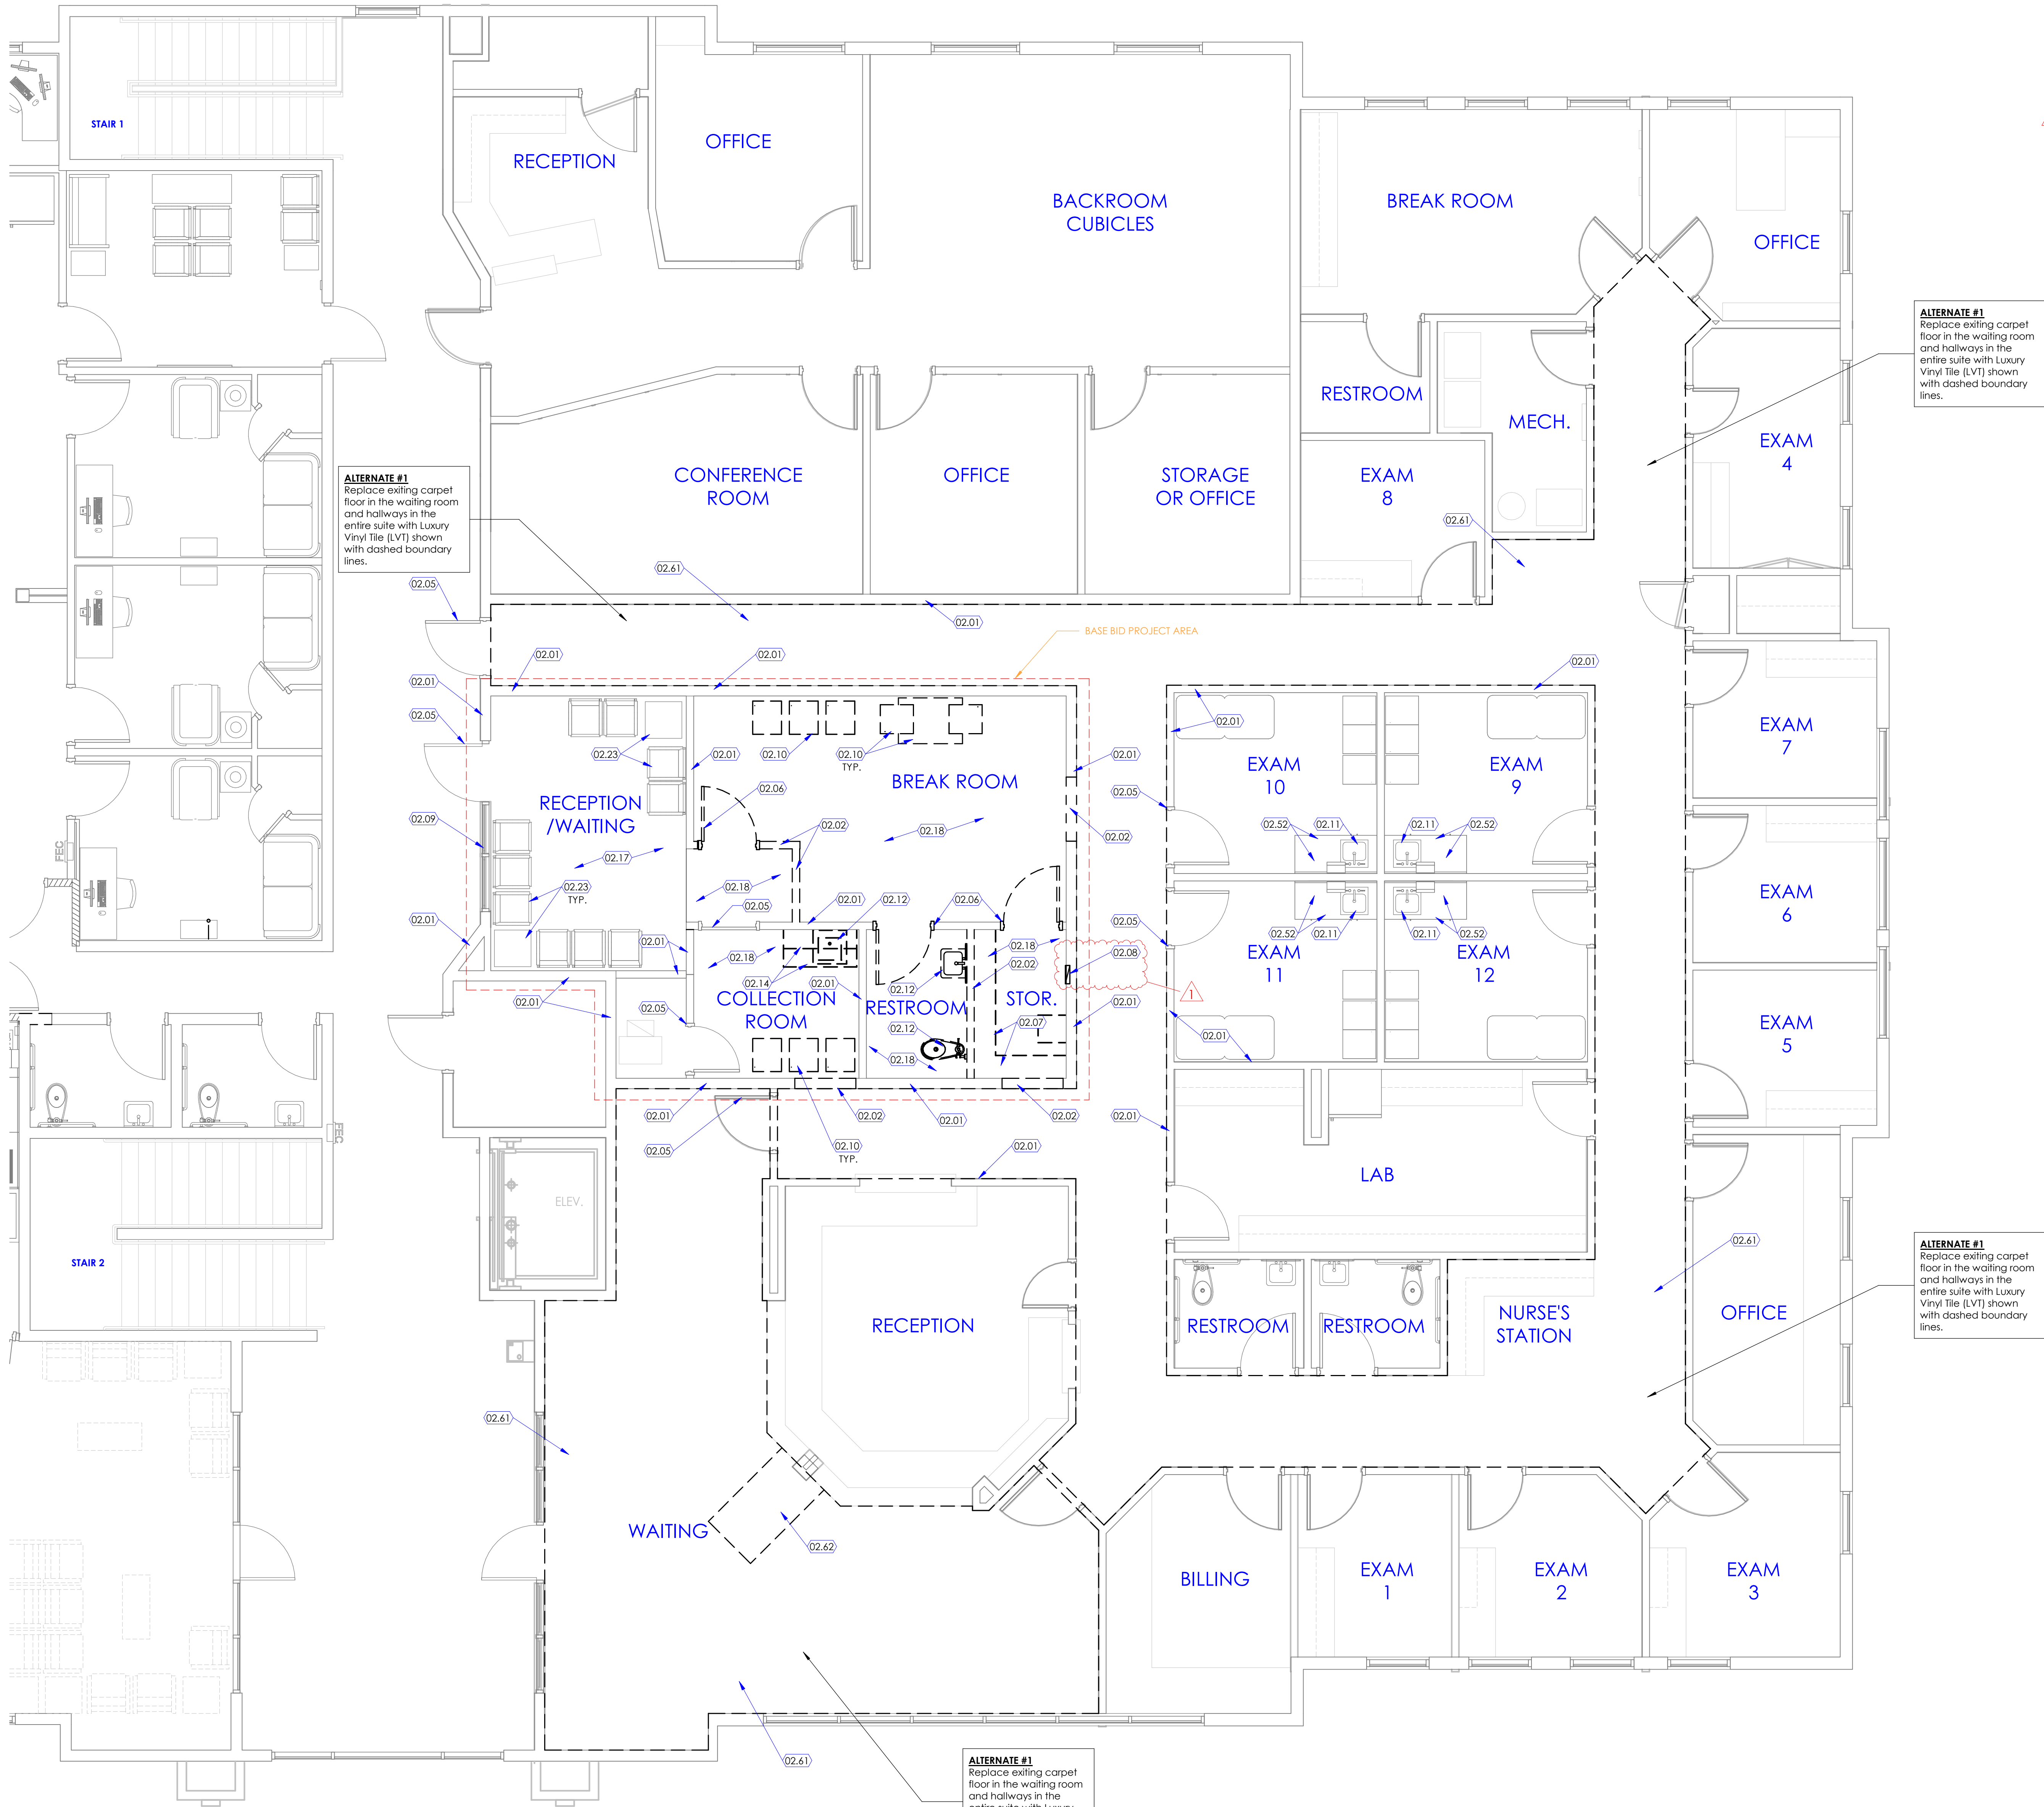 STAIR 1
RECEPTION
OFFICE
BACKROOM
CUBICLES
BREAK ROOM
OFFICE
ALTERNATE #1
Replace exiting carpet
floor in the waiting room
and hallways in the
entire suite with Luxury
Vinyl Tile (LVT) shown
with dashed boundary
lines.
RESTROOM
MECH.
EXAM
4
ALTERNATE #1
Replace exiting carpet
floor in the waiting room
and hallways in the
entire suite with Luxury
Vinyl Tile (LVT) shown
with dashed boundary
lines.
CONFERENCE
ROOM
OFFICE
STORAGE
OR OFFICE
EXAM
8
02.61
02.61
02.05
02.01
BASE BID PROJECT AREA
02.01
02.01
02.01
02.01
02.05
02.01
02.23
02.01
02.10
02.10
TYP.
02.01
EXAM
7
BREAK ROOM
EXAM
10
EXAM
9
02.06
02.05
RECEPTION
/WAITING
02.09
02.02
02.18
02.02
02.52
02.11
02.11
02.52
FEC
02.17
02.18
02.23
TYP.
02.05
02.01
02.12
02.06
EXAM
6
02.01
02.05
02.01
02.18
02.18
02.08
02.52
02.11
02.11
02.52
02.02
EXAM
11
EXAM
12
02.14
02.01
02.12
1
COLLECTION
ROOM
RESTROOM
STOR.
02.01
02.01
02.05
02.12
02.07
02.01
EXAM
5
02.18
02.01
02.02
02.01
02.02
02.01
FEC
02.05
02.10
TYP.
02.01
LAB
ELEV.
STAIR 2
02.61
ALTERNATE #1
Replace exiting carpet
floor in the waiting room
and hallways in the
entire suite with Luxury
Vinyl Tile (LVT) shown
with dashed boundary
lines.
RECEPTION
RESTROOM
RESTROOM
NURSE'S
STATION
OFFICE
02.61
WAITING
02.62
BILLING
EXAM
1
EXAM
2
EXAM
3
02.61
ALTERNATE #1
Replace exiting carpet
floor in the waiting room
and hallways in the
entire suite with Luxury